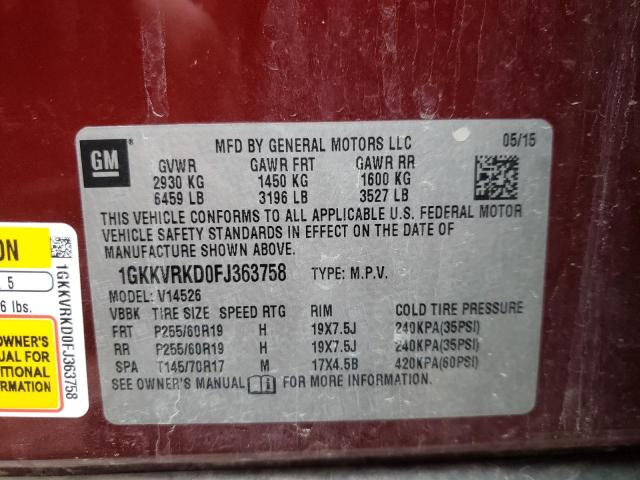 MFD BY GENERAL MOTORS LLC 05/15
GM
GVWR GAWR FRT GAWR RR
2930 KG 1450 KG 1600 KG
6459 LB 3196 LB 3527 LB
THIS VEHICLE CONFORMS TO ALL APPLICABLE U.S. FEDERAL MOTOR
VEHICLE SAFETY STANDARDS IN EFFECT ON THE DATE OF
MANUFACTURE SHOWN ABOVE.
1GKKVRKD0FJ363758 TYPE: M.P.V.
MODEL: V14526
VBBK TIRE SIZE SPEED RTG RIM COLD TIRE PRESSURE
FRT P255/60R19 H 19X7.5J 240KPA(35PSI)
RR P255/60R19 H 19X7.5J 240KPA(35PSI)
SPA T145/70R17 M 17X4.5B 420KPA(60PSI)
SEE OWNER'S MANUAL FOR MORE INFORMATION.
ON
5
6 lbs.
OWNER'S
UAL FOR
ITIONAL
RMATION
1GKKVRKD0FJ363758